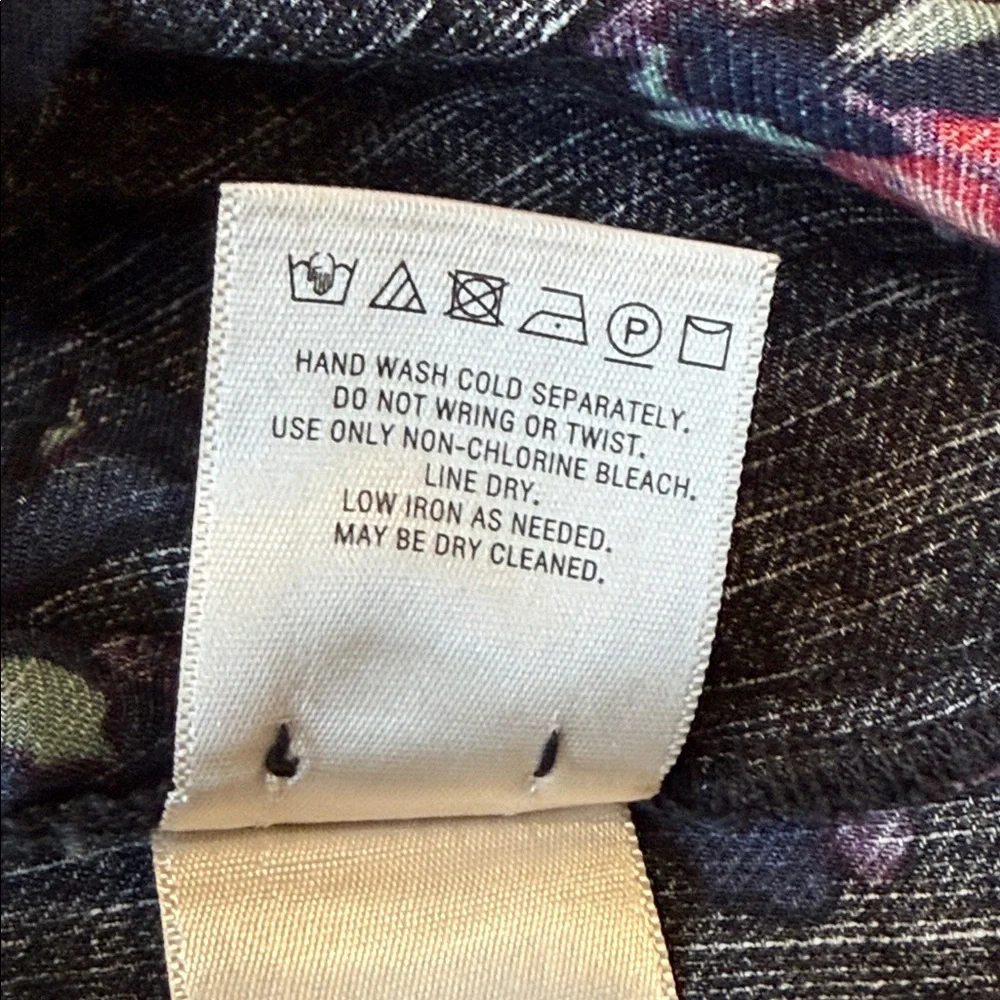 P
HAND WASH COLD SEPARATELY.
DO NOT WRING OR TWIST.
USE ONLY NON-CHLORINE BLEACH.
LINE DRY.
LOW IRON AS NEEDED.
MAY BE DRY CLEANED.